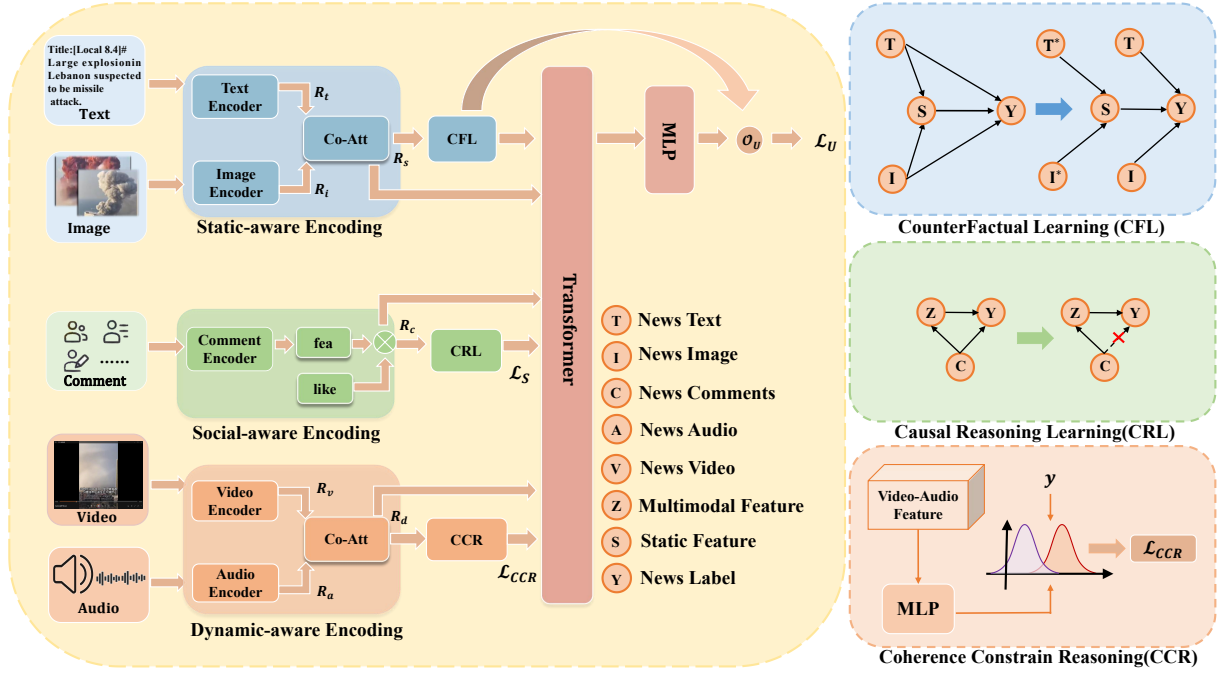 Title:[Local 8.4]#
Large explosionin
Lebanon suspected
to be missile
attack.
Text
Image
Text
Encoder
Image
Encoder
R_t
R_i
Co-Att
R_s
Static-aware Encoding
CFL
Transformer
MLP
𝒪_U
ℒ_U
Comment
Comment
Encoder
fea
like
R_c
Social-aware Encoding
CRL
ℒ_S
Video
Audio
Video
Encoder
Audio
Encoder
R_v
R_a
Co-Att
R_d
Dynamic-aware Encoding
CCR
ℒ_CCR
T News Text
I News Image
C News Comments
A News Audio
V News Video
Z Multimodal Feature
S Static Feature
Y News Label
T
S
Y
I
T*
S
I*
T
Y
I
CounterFactual Learning (CFL)
Z
Y
C
Z
Y
C
Causal Reasoning Learning(CRL)
Video-Audio
Feature
MLP
y
ℒ_CCR
Coherence Constrain Reasoning(CCR)